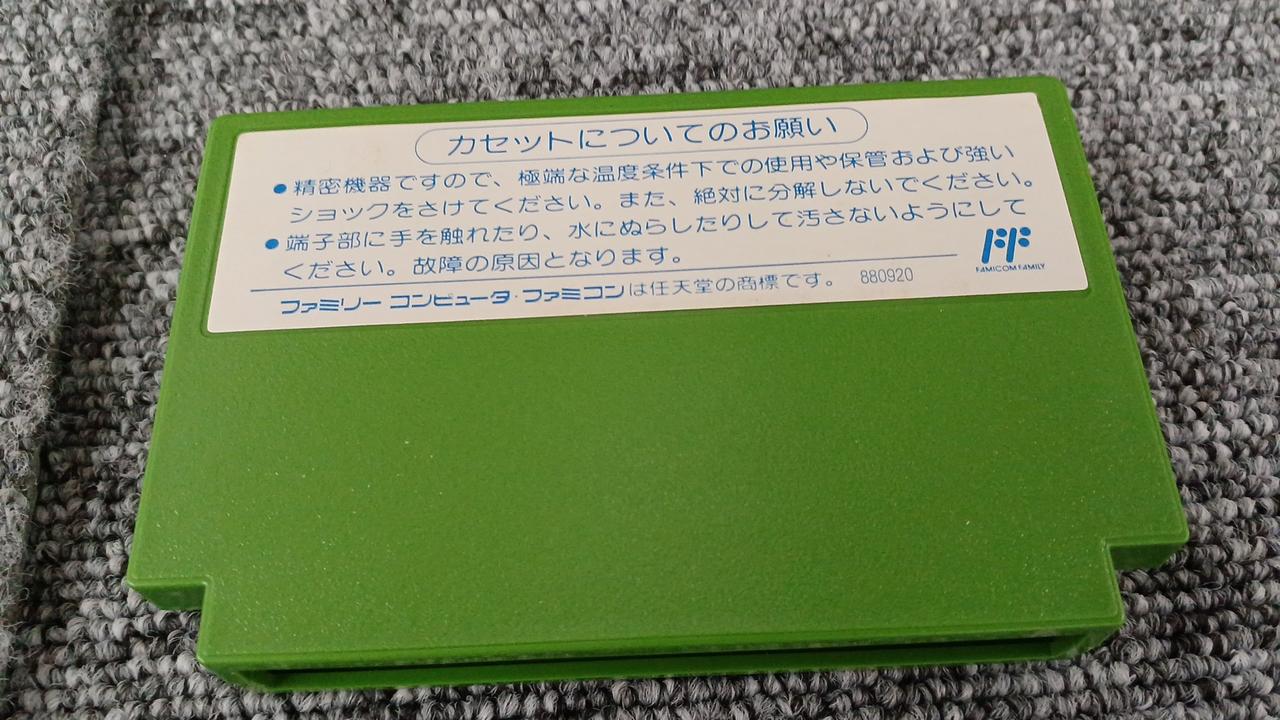 カセットについてのお願い
●精密機器ですので、極端な温度条件下での使用や保管および強い
ショックをさけてください。また、絶対に分解しないでください。
●端子部に手を触れたり、水にぬらしたりして汚さないようにして
ください。故障の原因となります。
FF
FAMICOM FAMILY
ファミリー コンピュータ・ファミコンは任天堂の商標です。 880920